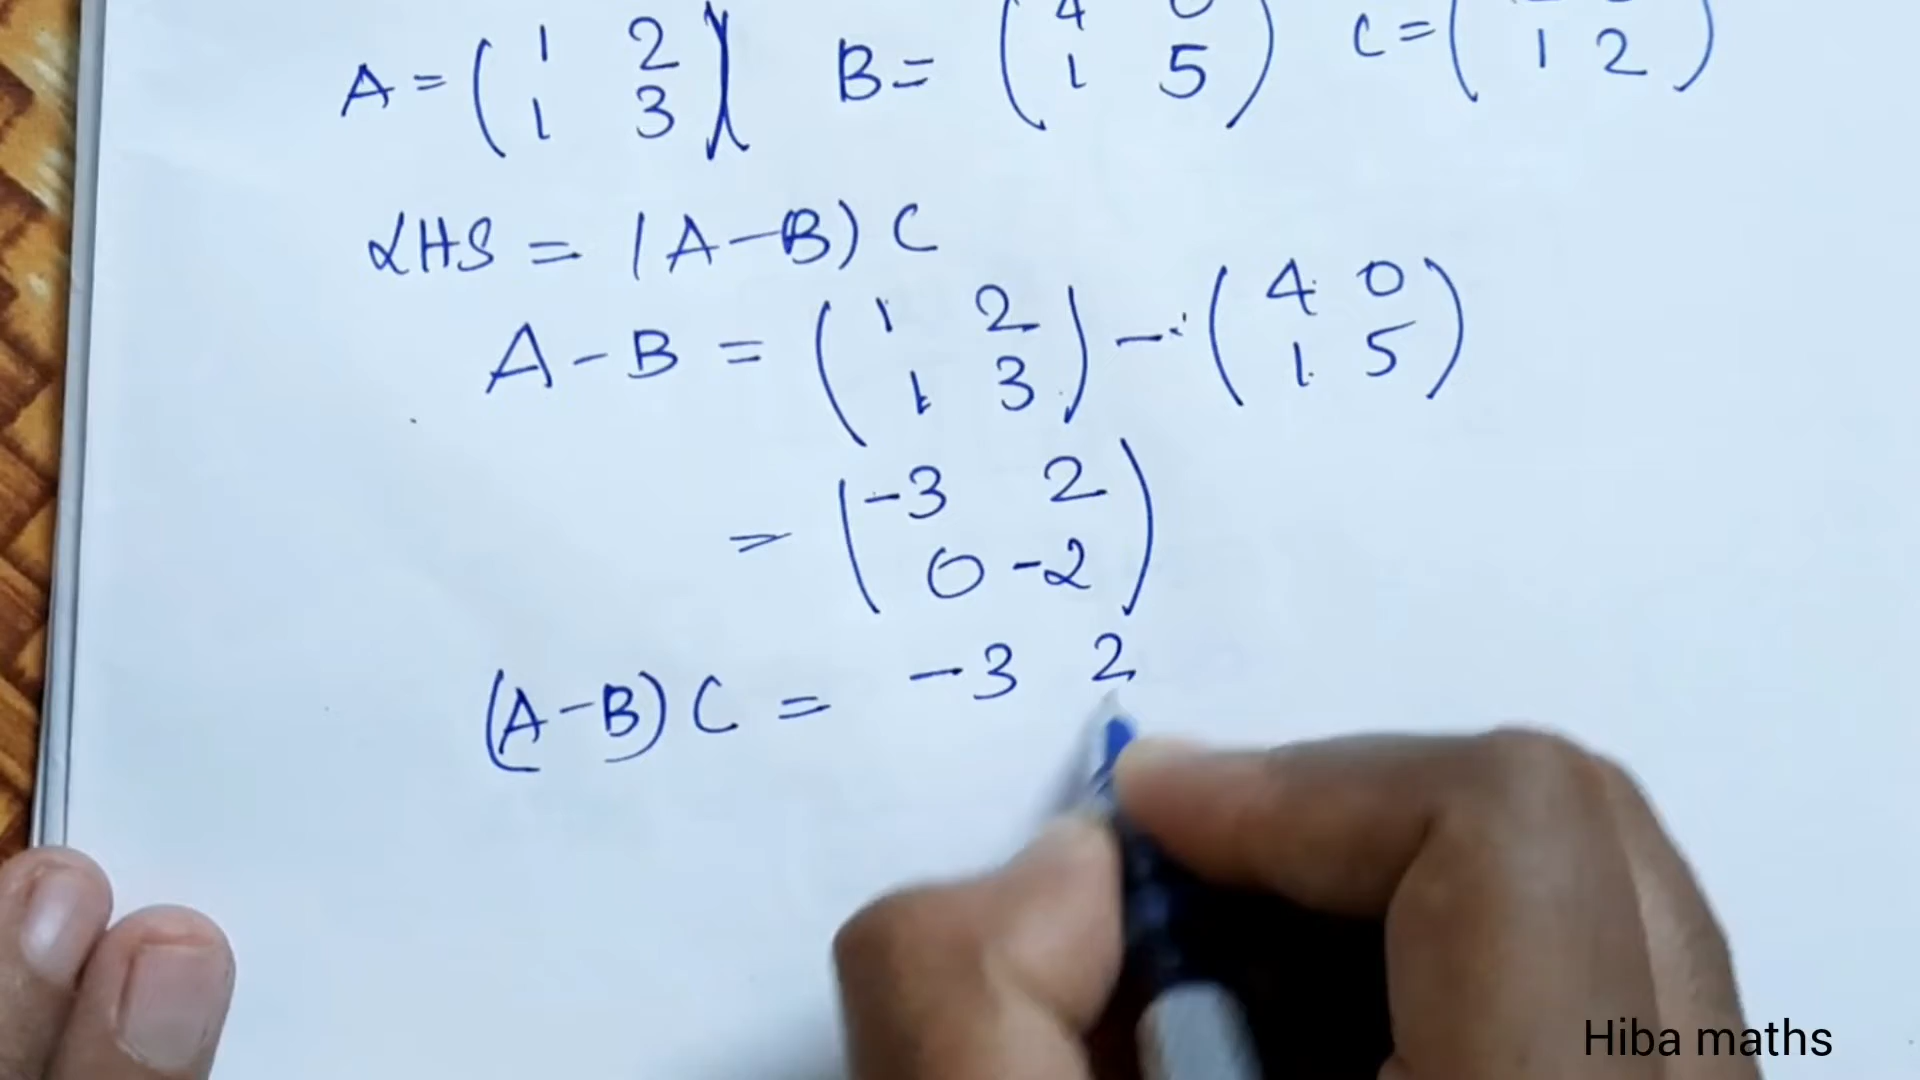 4 0
A = ( 1 2 ) B = ( 1 5 ) C = ( 1 2 )
1 3
LHS = (A - B) C
A - B = ( 1 2 ) - ( 4 0 )
( 1 3 ) ( 1 5 )
= ( -3 2 )
( 0 -2 )
(A - B) C = -3 2
Hiba maths